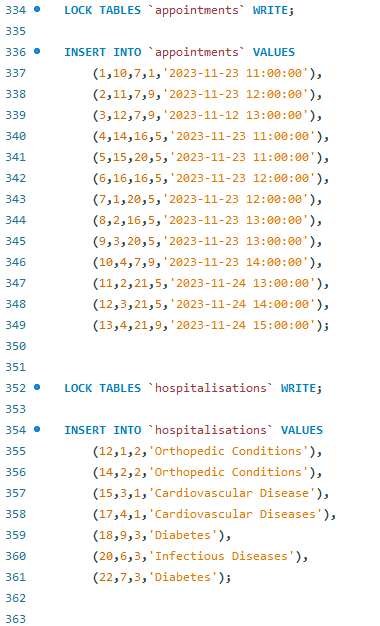 334 LOCK TABLES `appointments` WRITE;
335
336 INSERT INTO `appointments` VALUES
337 (1,10,7,1,'2023-11-23 11:00:00'),
338 (2,11,7,9,'2023-11-23 12:00:00'),
339 (3,12,7,9,'2023-11-12 13:00:00'),
340 (4,14,16,5,'2023-11-23 11:00:00'),
341 (5,15,20,5,'2023-11-23 11:00:00'),
342 (6,16,16,5,'2023-11-23 12:00:00'),
343 (7,1,20,5,'2023-11-23 12:00:00'),
344 (8,2,16,5,'2023-11-23 13:00:00'),
345 (9,3,20,5,'2023-11-23 13:00:00'),
346 (10,4,7,9,'2023-11-23 14:00:00'),
347 (11,2,21,5,'2023-11-24 13:00:00'),
348 (12,3,21,5,'2023-11-24 14:00:00'),
349 (13,4,21,9,'2023-11-24 15:00:00');
350
351
352 LOCK TABLES `hospitalisations` WRITE;
353
354 INSERT INTO `hospitalisations` VALUES
355 (12,1,2,'Orthopedic Conditions'),
356 (14,2,2,'Orthopedic Conditions'),
357 (15,3,1,'Cardiovascular Disease'),
358 (17,4,1,'Cardiovascular Diseases'),
359 (18,9,3,'Diabetes'),
360 (20,6,3,'Infectious Diseases'),
361 (22,7,3,'Diabetes');
362
363